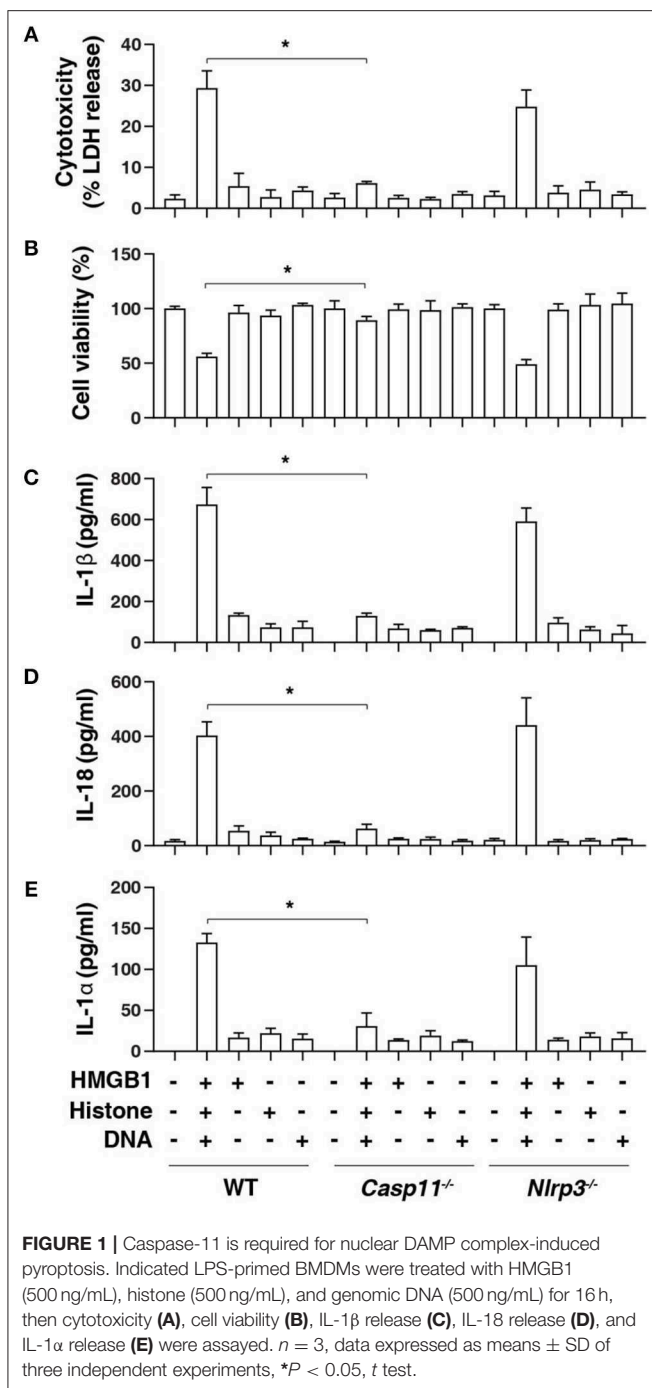 A
Cytotoxicity
(% LDH release)
40
30
20
10
0
*
B
Cell viability (%)
150
100
50
0
*
C
IL-1β (pg/ml)
800
600
400
200
0
*
D
IL-18 (pg/ml)
600
400
200
0
*
E
IL-1α (pg/ml)
200
150
100
50
0
*
HMGB1 - + + - - - + + - - - + + - -
Histone - + - + - - + - + - - + - + -
DNA - + - - + - + - - + - + - - +
WT Casp11-/- Nlrp3-/-
FIGURE 1 | Caspase-11 is required for nuclear DAMP complex-induced
pyroptosis. Indicated LPS-primed BMDMs were treated with HMGB1
(500 ng/mL), histone (500 ng/mL), and genomic DNA (500 ng/mL) for 16 h,
then cytotoxicity (A), cell viability (B), IL-1β release (C), IL-18 release (D), and
IL-1α release (E) were assayed. n = 3, data expressed as means ± SD of
three independent experiments, *P < 0.05, t test.